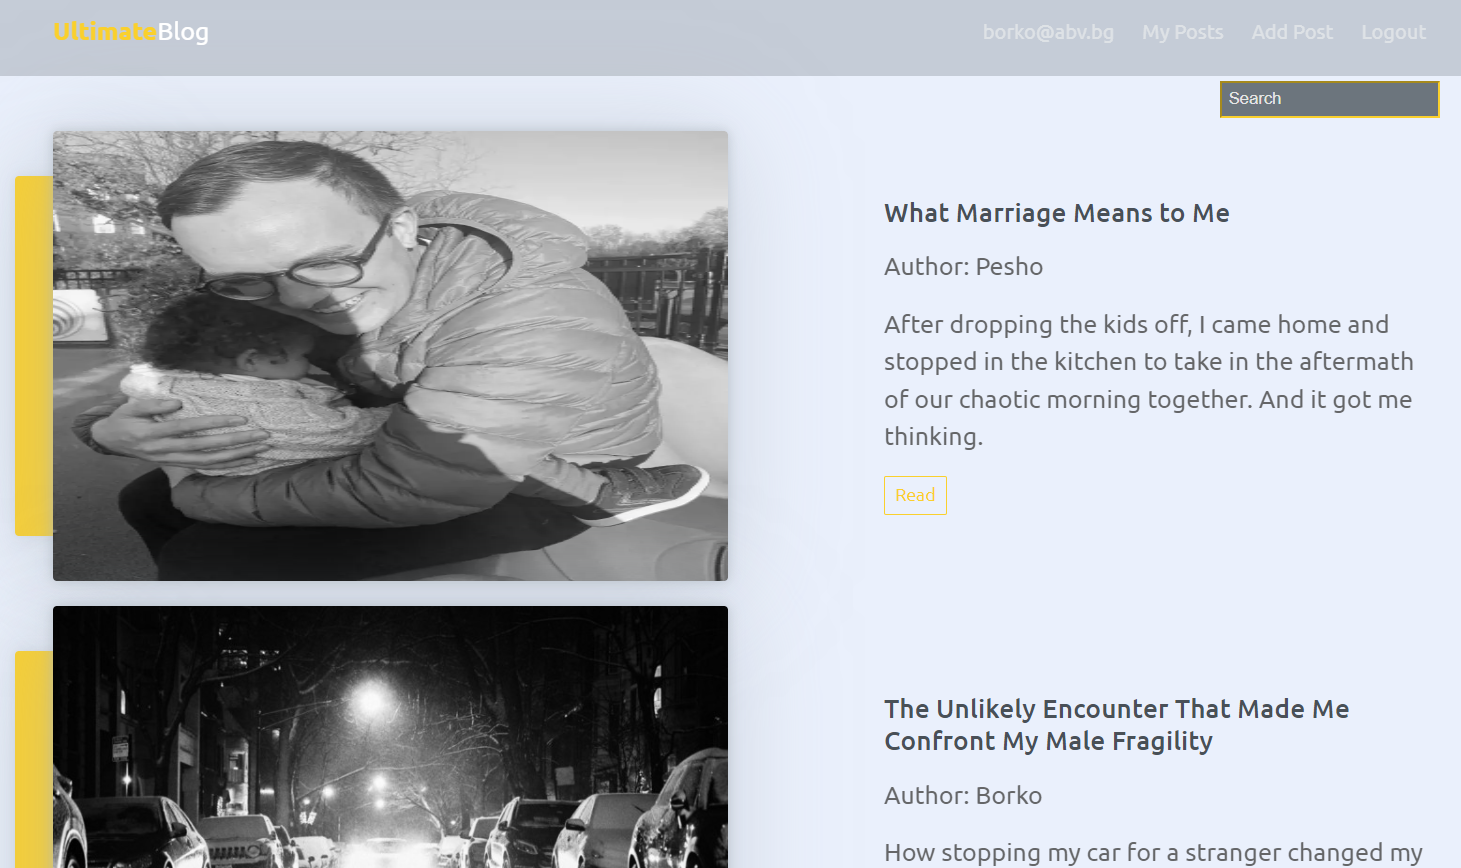 UltimateBlog
borko@abv.bg My Posts Add Post Logout
Search
What Marriage Means to Me
Author: Pesho
After dropping the kids off, I came home and
stopped in the kitchen to take in the aftermath
of our chaotic morning together. And it got me
thinking.
Read
The Unlikely Encounter That Made Me
Confront My Male Fragility
Author: Borko
How stopping my car for a stranger changed my